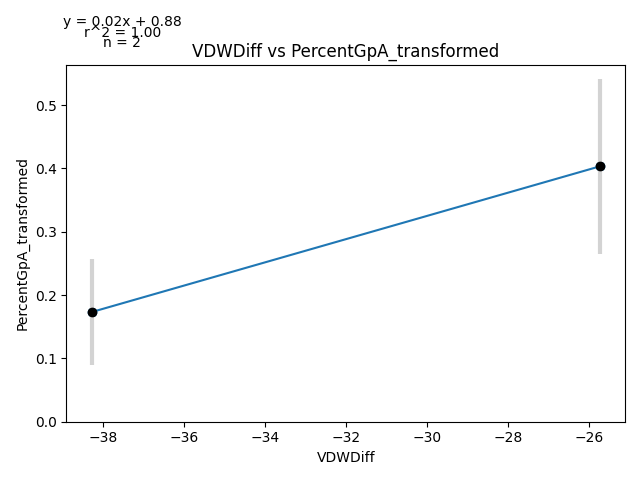 y = 0.02x + 0.88
r^2 = 1.00
n = 2
VDWDiff vs PercentGpA_transformed
PercentGpA_transformed
0.5
0.4
0.3
0.2
0.1
0.0
−38 −36 −34 −32 −30 −28 −26
VDWDiff